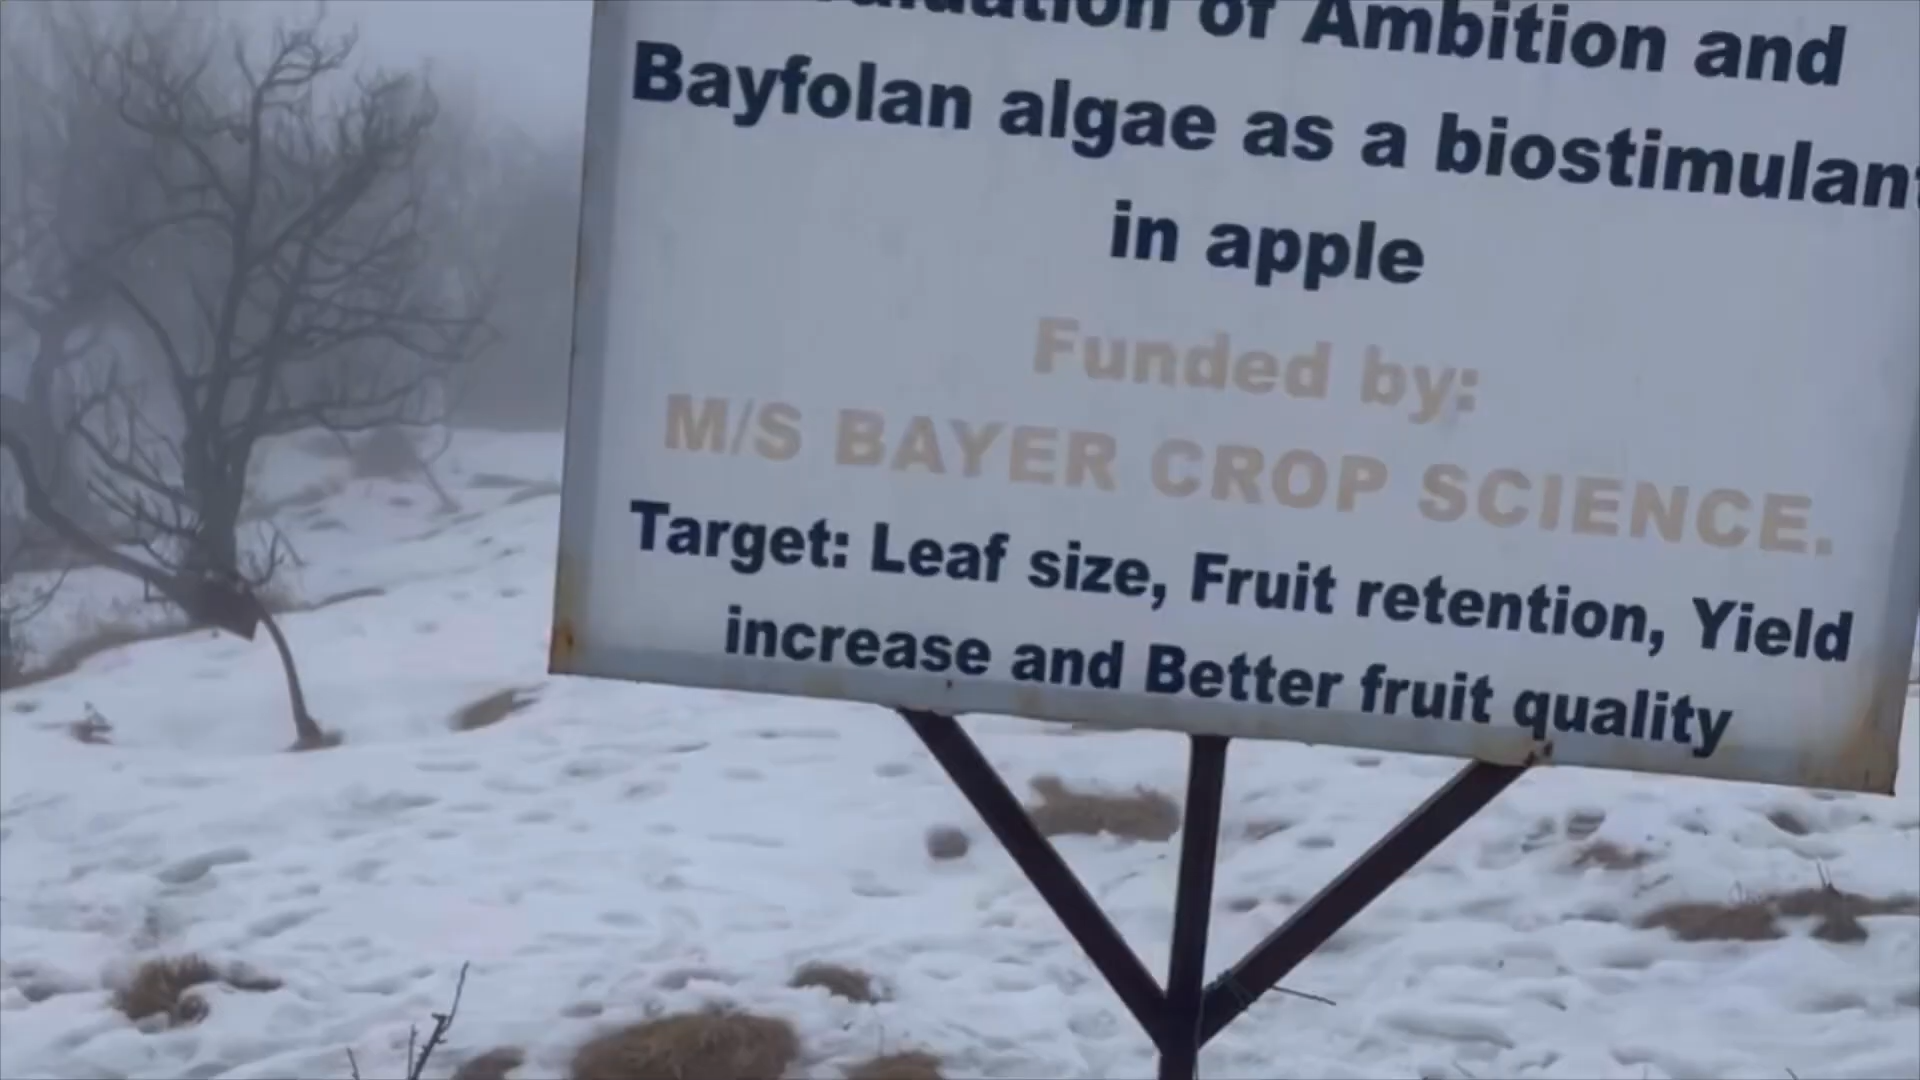 of Ambition and
Bayfolan algae as a biostimulant
in apple
Funded by:
M/S BAYER CROP SCIENCE.
Target: Leaf size, Fruit retention, Yield
increase and Better fruit quality